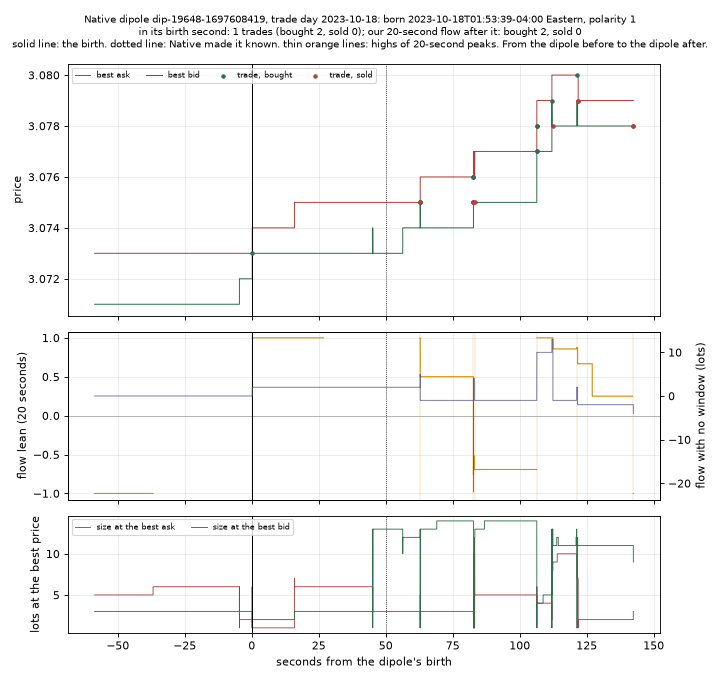 Native dipole dip-19648-1697608419, trade day 2023-10-18: born 2023-10-18T01:53:39-04:00 Eastern, polarity 1
in its birth second: 1 trades (bought 2, sold 0); our 20-second flow after it: bought 2, sold 0
solid line: the birth. dotted line: Native made it known. thin orange lines: highs of 20-second peaks. From the dipole before to the dipole after.
best ask
best bid
trade, bought
trade, sold
3.080
3.078
3.076
3.074
3.072
price
1.0
0.5
0.0
−0.5
−1.0
flow lean (20 seconds)
10
0
−10
−20
flow with no window (lots)
size at the best ask
size at the best bid
10
5
lots at the best price
−50
−25
0
25
50
75
100
125
150
seconds from the dipole's birth